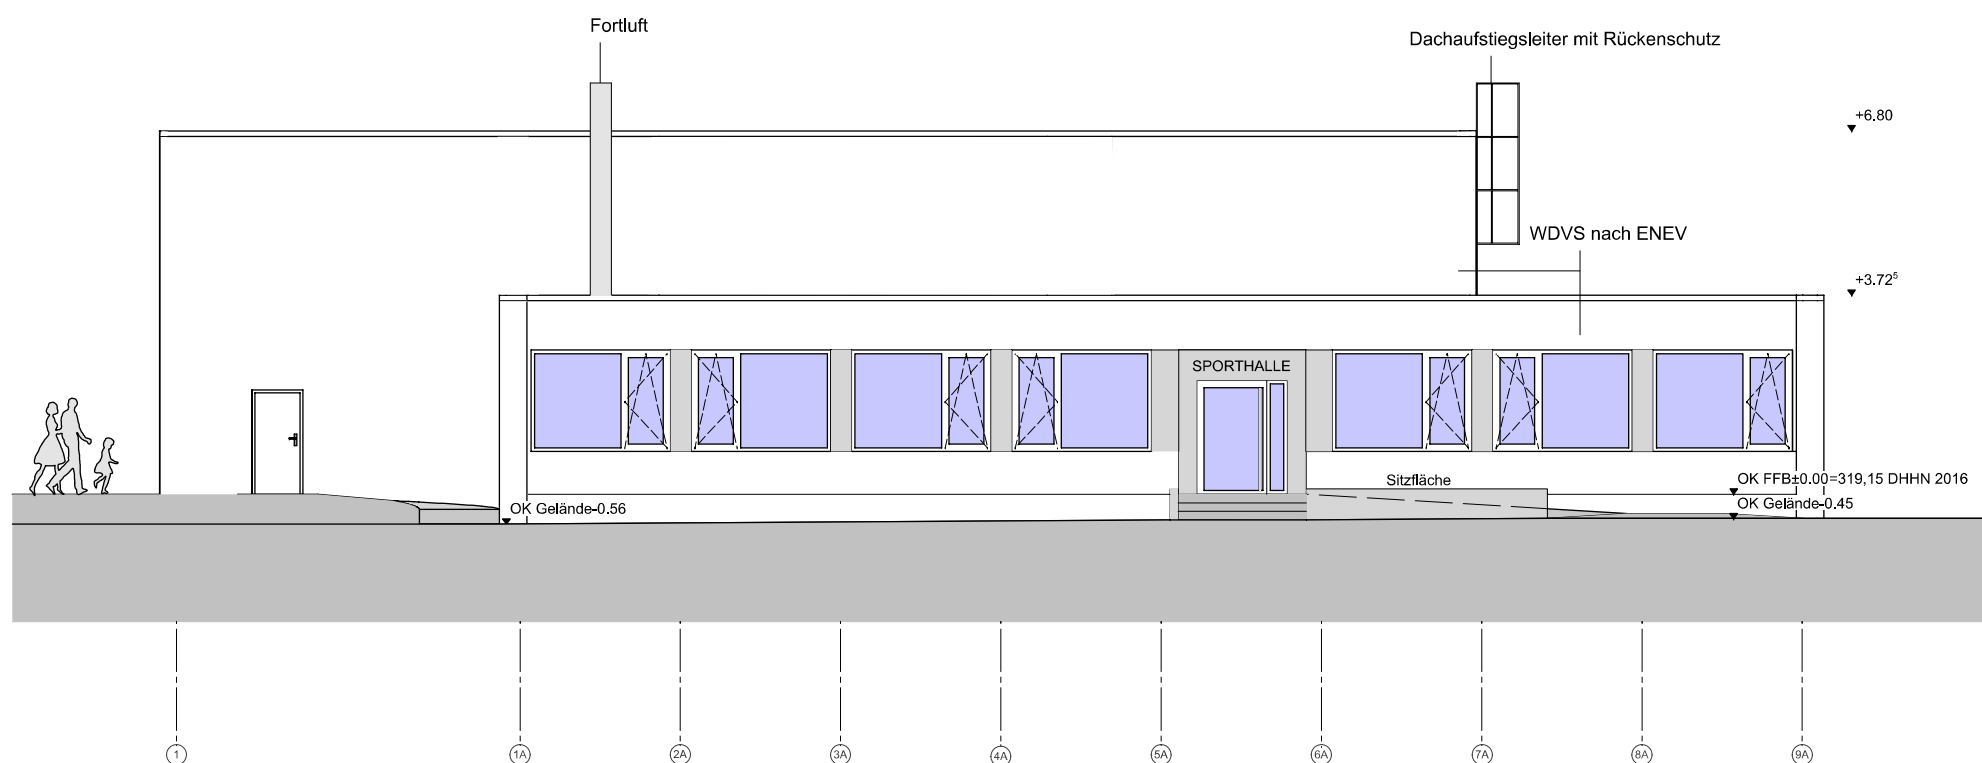 Fortluft
Dachaufstiegsleiter mit Rückenschutz
+6.80
WDVS nach ENEV
+3.72⁵
SPORTHALLE
Sitzfläche
OK FFB±0.00=319,15 DHHN 2016
OK Gelände-0.45
OK Gelände-0.56
1
1A
2A
3A
4A
5A
6A
7A
8A
9A